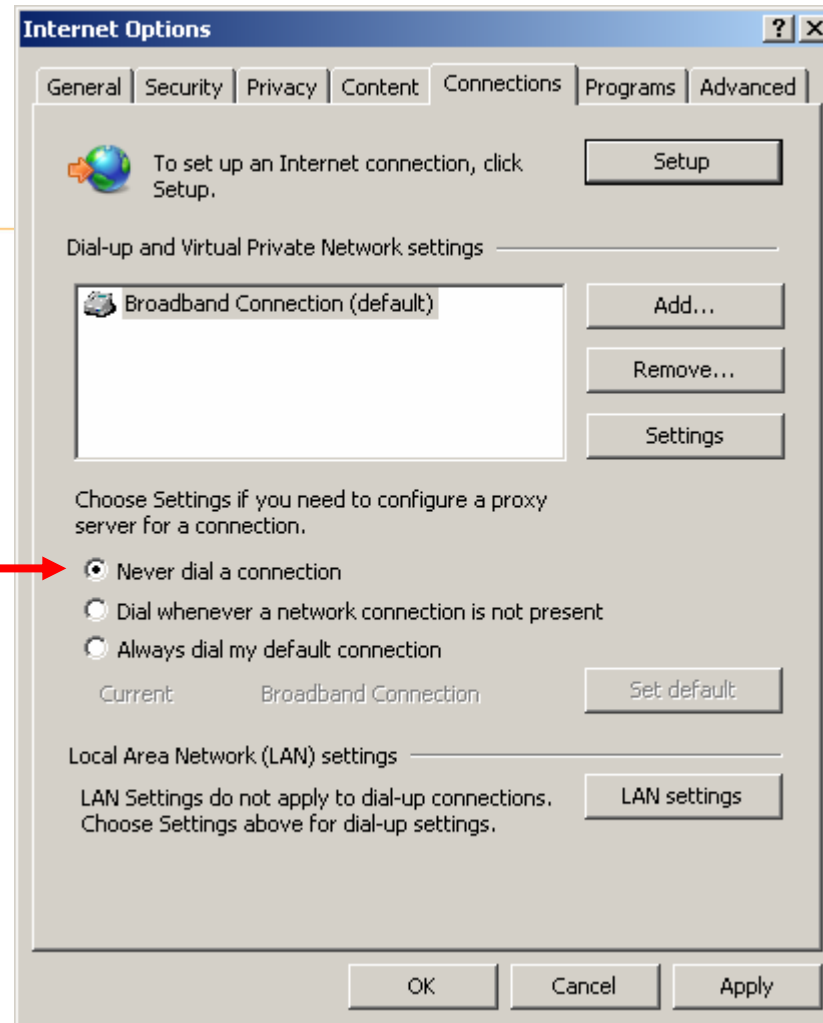 Internet Options
General Security Privacy Content Connections Programs Advanced
To set up an Internet connection, click
Setup.
Setup
Dial-up and Virtual Private Network settings
Broadband Connection (default)
Add...
Remove...
Settings
Choose Settings if you need to configure a proxy
server for a connection.
Never dial a connection
Dial whenever a network connection is not present
Always dial my default connection
Current Broadband Connection Set default
Local Area Network (LAN) settings
LAN Settings do not apply to dial-up connections.
Choose Settings above for dial-up settings.
LAN settings
OK Cancel Apply